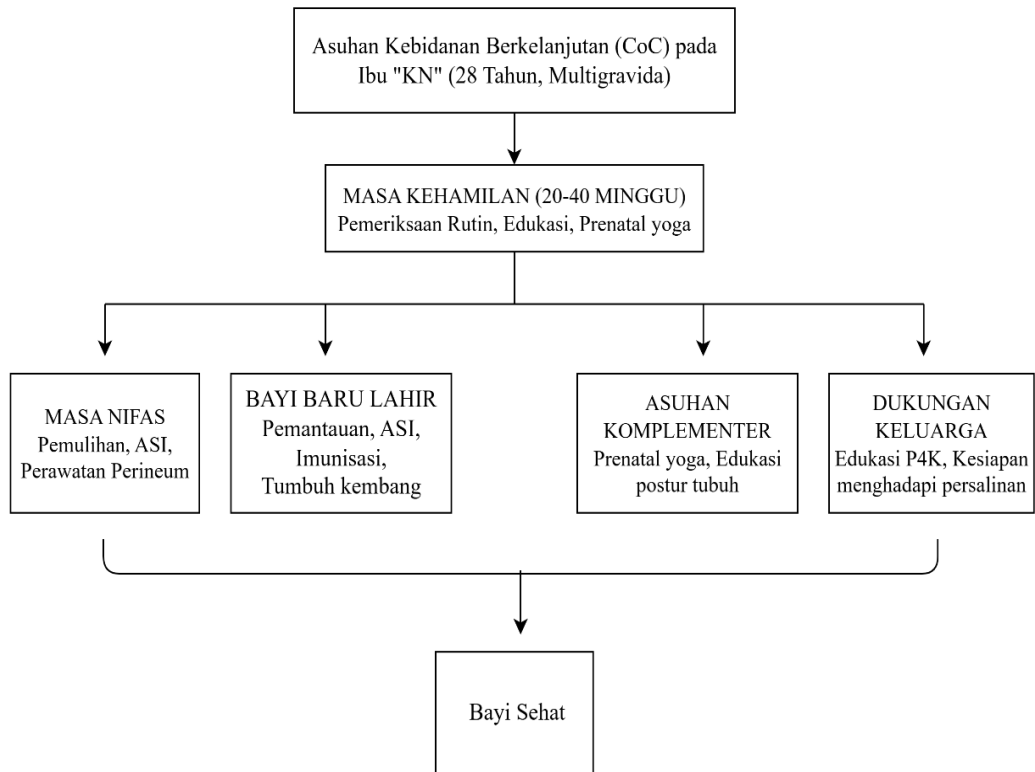 Asuhan Kebidanan Berkelanjutan (CoC) pada
Ibu "KN" (28 Tahun, Multigravida)
MASA KEHAMILAN (20-40 MINGGU)
Pemeriksaan Rutin, Edukasi, Prenatal yoga
MASA NIFAS
Pemulihan, ASI,
Perawatan Perineum
BAYI BARU LAHIR
Pemantauan, ASI,
Imunisasi,
Tumbuh kembang
ASUHAN
KOMPLEMENTER
Prenatal yoga, Edukasi
postur tubuh
DUKUNGAN
KELUARGA
Edukasi P4K, Kesiapan
menghadapi persalinan
Bayi Sehat